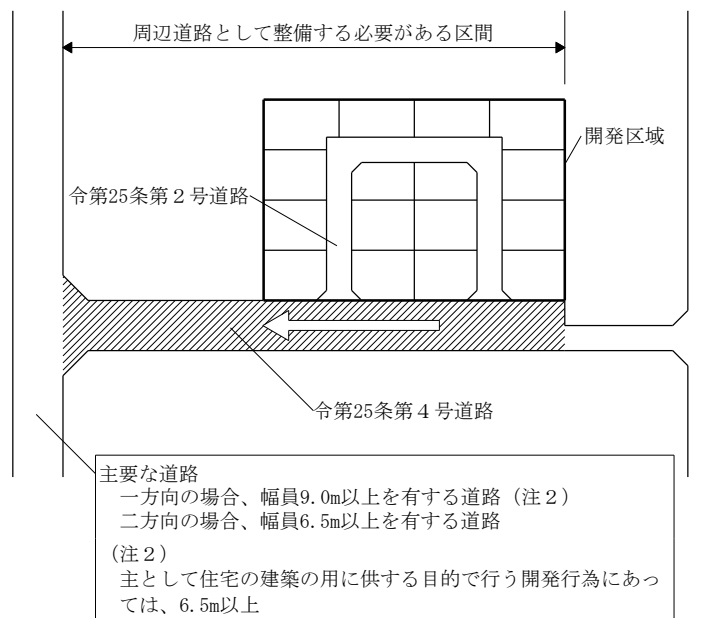 周辺道路として整備する必要がある区間
開発区域
令第25条第２号道路
令第25条第４号道路
主要な道路
一方向の場合、幅員9.0m以上を有する道路（注２）
二方向の場合、幅員6.5m以上を有する道路
（注２）
主として住宅の建築の用に供する目的で行う開発行為にあっ
ては、6.5m以上